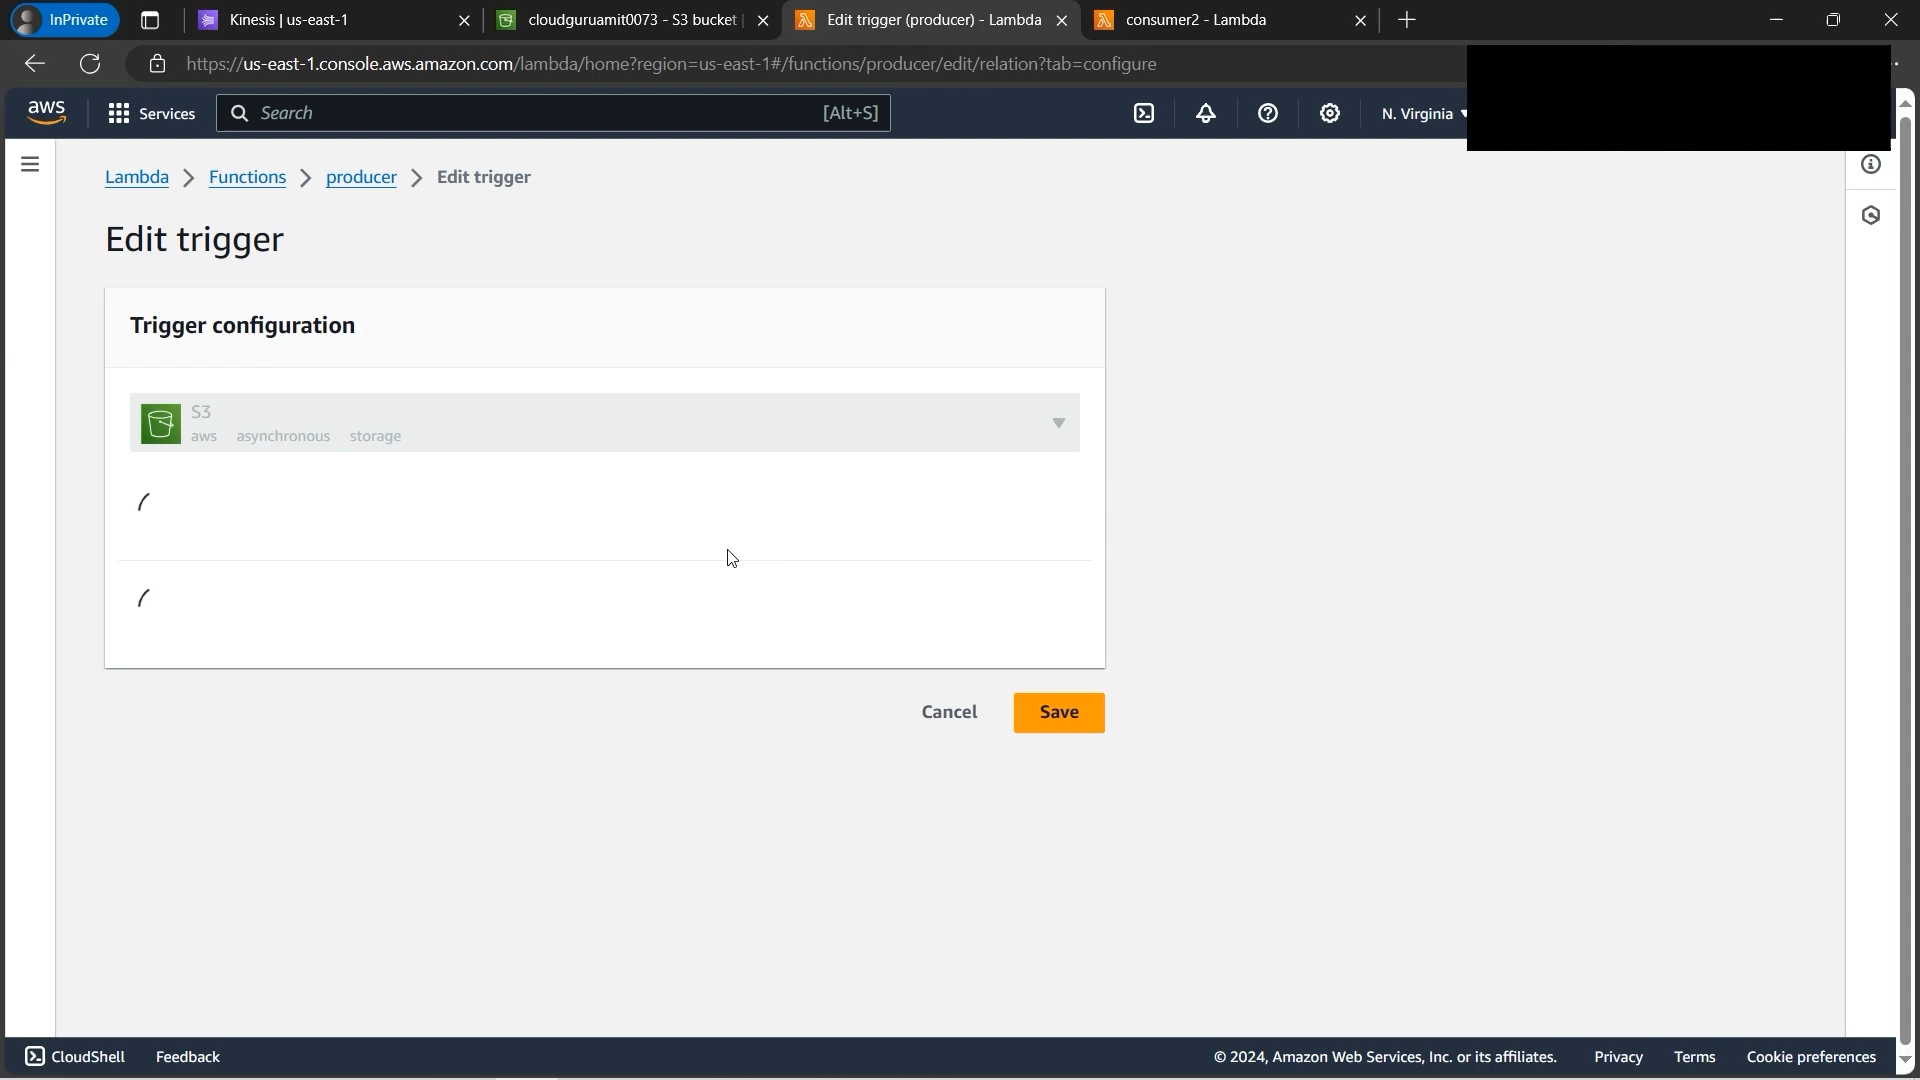 InPrivate
Kinesis | us-east-1
cloudguruamit0073 - S3 bucket
Edit trigger (producer) - Lambda
consumer2 - Lambda
https://us-east-1.console.aws.amazon.com/lambda/home?region=us-east-1#/functions/producer/edit/relation?tab=configure
aws
Services
Search
[Alt+S]
N. Virginia
Lambda
Functions
producer
Edit trigger
Edit trigger
Trigger configuration
S3
aws asynchronous storage
Cancel
Save
CloudShell
Feedback
© 2024, Amazon Web Services, Inc. or its affiliates.
Privacy
Terms
Cookie preferences